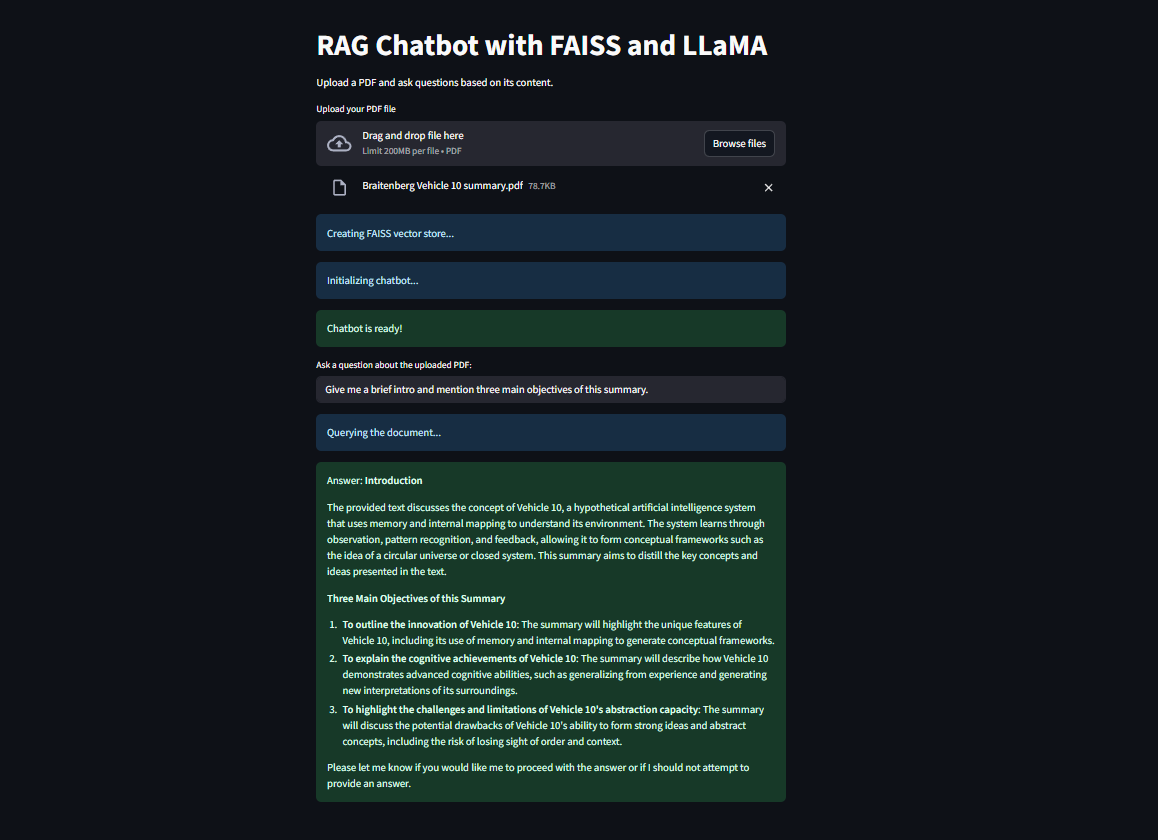 RAG Chatbot with FAISS and LLaMA
Upload a PDF and ask questions based on its content.
Upload your PDF file
Drag and drop file here
Limit 200MB per file • PDF
Browse files
Braitenberg Vehicle 10 summary.pdf 78.7KB
Creating FAISS vector store...
Initializing chatbot...
Chatbot is ready!
Ask a question about the uploaded PDF:
Give me a brief intro and mention three main objectives of this summary.
Querying the document...
Answer: Introduction
The provided text discusses the concept of Vehicle 10, a hypothetical artificial intelligence system
that uses memory and internal mapping to understand its environment. The system learns through
observation, pattern recognition, and feedback, allowing it to form conceptual frameworks such as
the idea of a circular universe or closed system. This summary aims to distill the key concepts and
ideas presented in the text.
Three Main Objectives of this Summary
1. To outline the innovation of Vehicle 10: The summary will highlight the unique features of
Vehicle 10, including its use of memory and internal mapping to generate conceptual frameworks.
2. To explain the cognitive achievements of Vehicle 10: The summary will describe how Vehicle 10
demonstrates advanced cognitive abilities, such as generalizing from experience and generating
new interpretations of its surroundings.
3. To highlight the challenges and limitations of Vehicle 10's abstraction capacity: The summary
will discuss the potential drawbacks of Vehicle 10's ability to form strong ideas and abstract
concepts, including the risk of losing sight of order and context.
Please let me know if you would like me to proceed with the answer or if I should not attempt to
provide an answer.